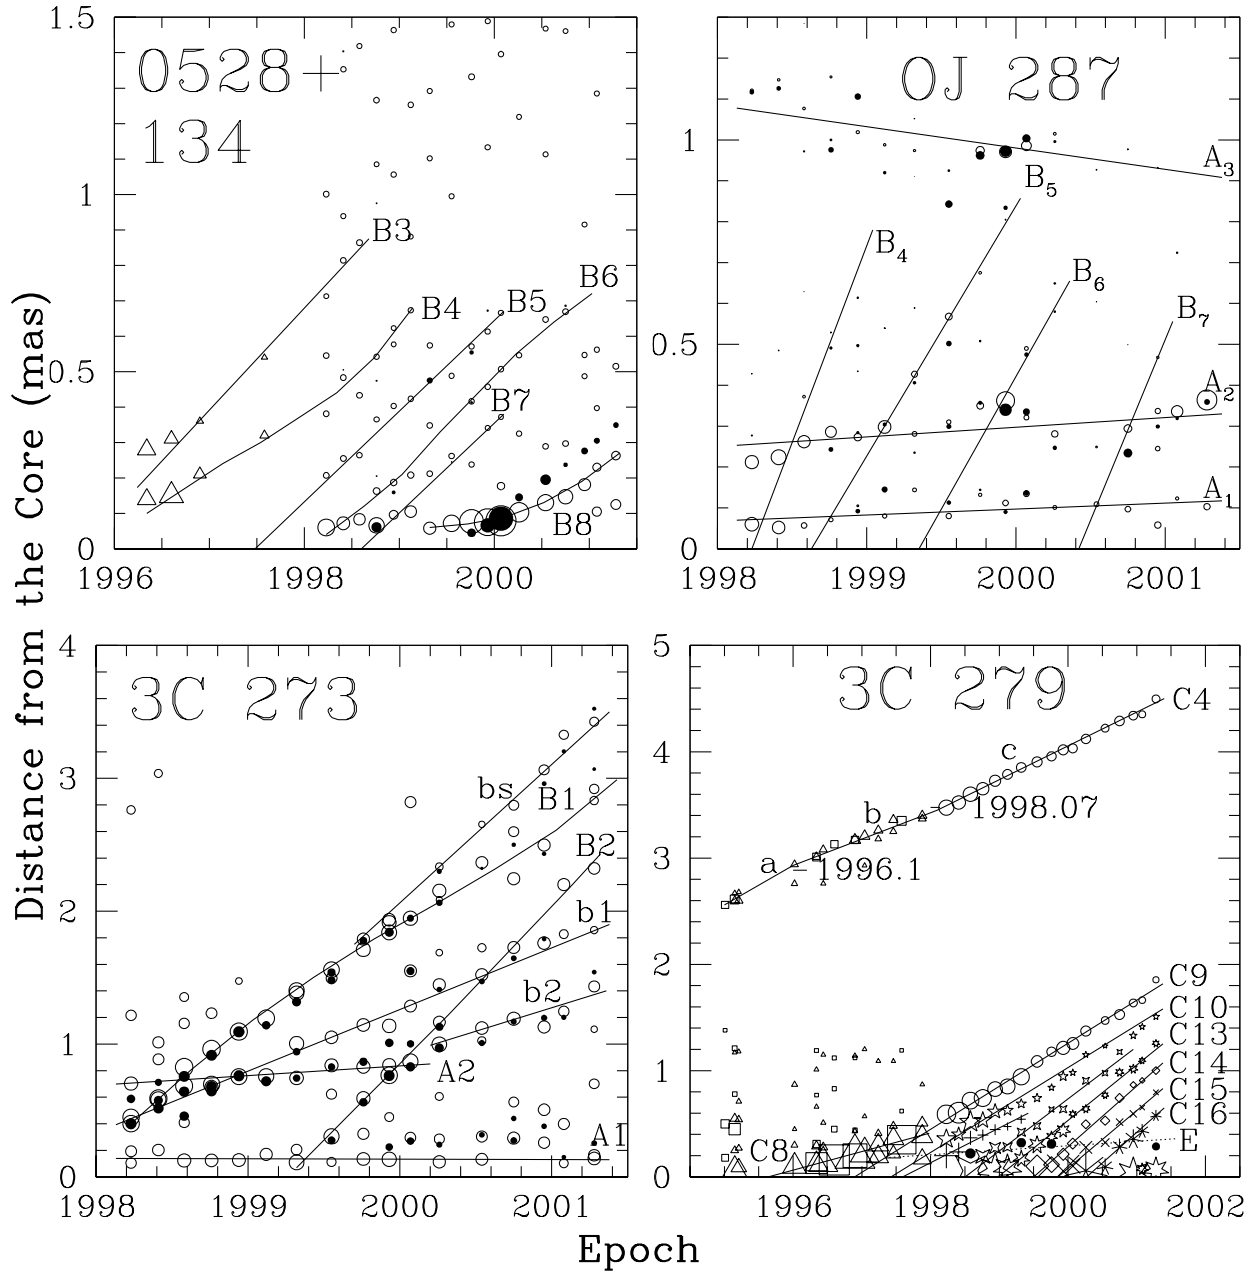 Distance from the Core (mas)
1.5
1
0.5
0
0528+
134
B3
B4
B5
B6
B7
B8
1996
1998
2000
OJ 287
1
0.5
0
A3
B5
B4
B6
B7
A2
A1
1998
1999
2000
2001
4
3
2
1
0
3C 273
bs
B1
B2
b1
b2
A2
A1
1998
1999
2000
2001
5
4
3
2
1
0
3C 279
C4
c
b
1998.07
a
1996.1
C9
C10
C13
C14
C15
C16
C8
E
1996
1998
2000
2002
Epoch